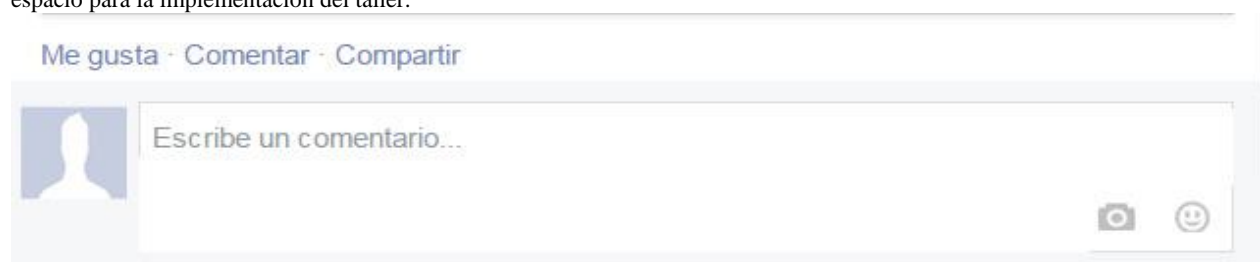 espacio para la implementación del taller.
Me gusta · Comentar · Compartir
Escribe un comentario...